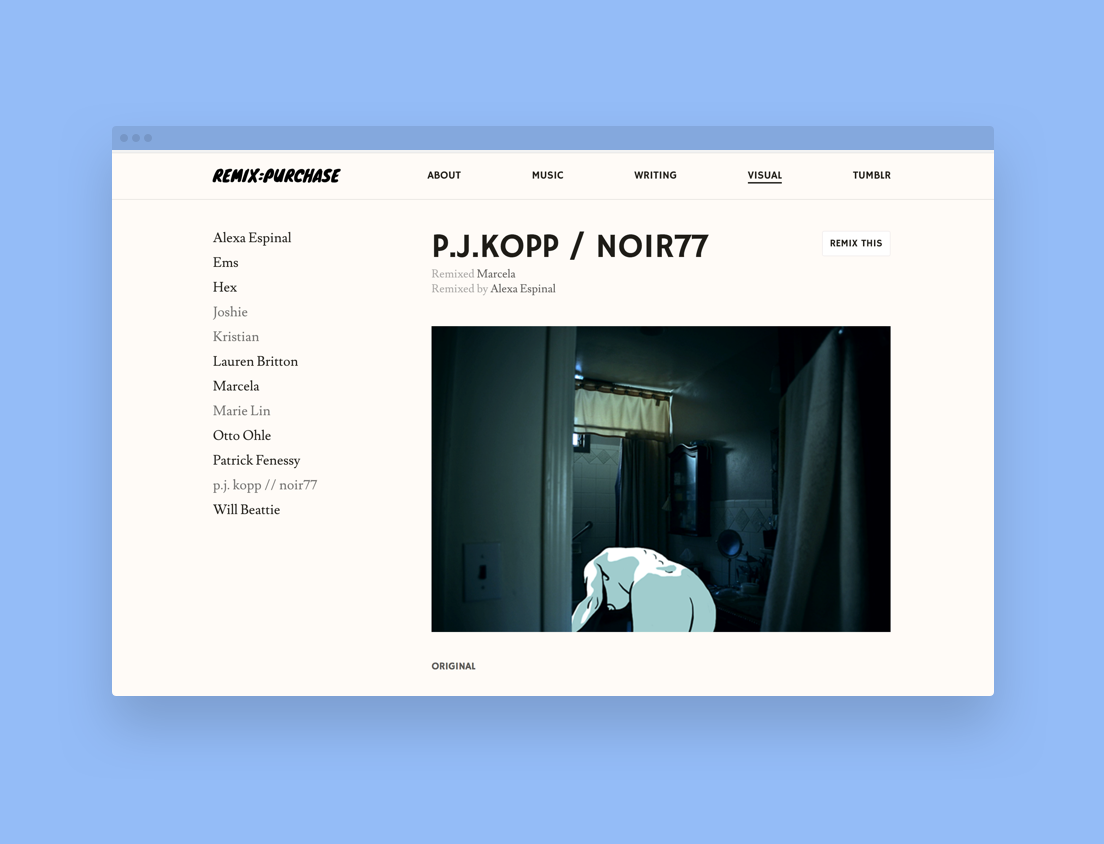 REMIX:PURCHASE
ABOUT
MUSIC
WRITING
VISUAL
TUMBLR
Alexa Espinal
Ems
Hex
Joshie
Kristian
Lauren Britton
Marcela
Marie Lin
Otto Ohle
Patrick Fenessy
p.j. kopp // noir77
Will Beattie
P.J.KOPP / NOIR77
REMIX THIS
Remixed Marcela
Remixed by Alexa Espinal
ORIGINAL